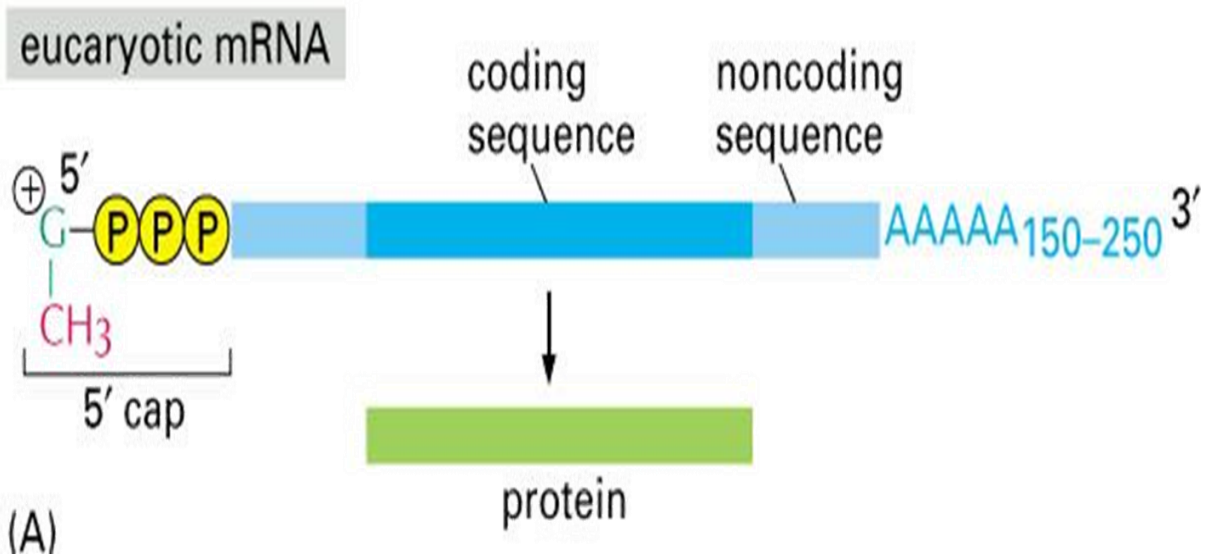 eucaryotic mRNA
coding
sequence
noncoding
sequence
5′
+
G
P P P
AAAAA150–250
3′
CH3
5′ cap
protein
(A)